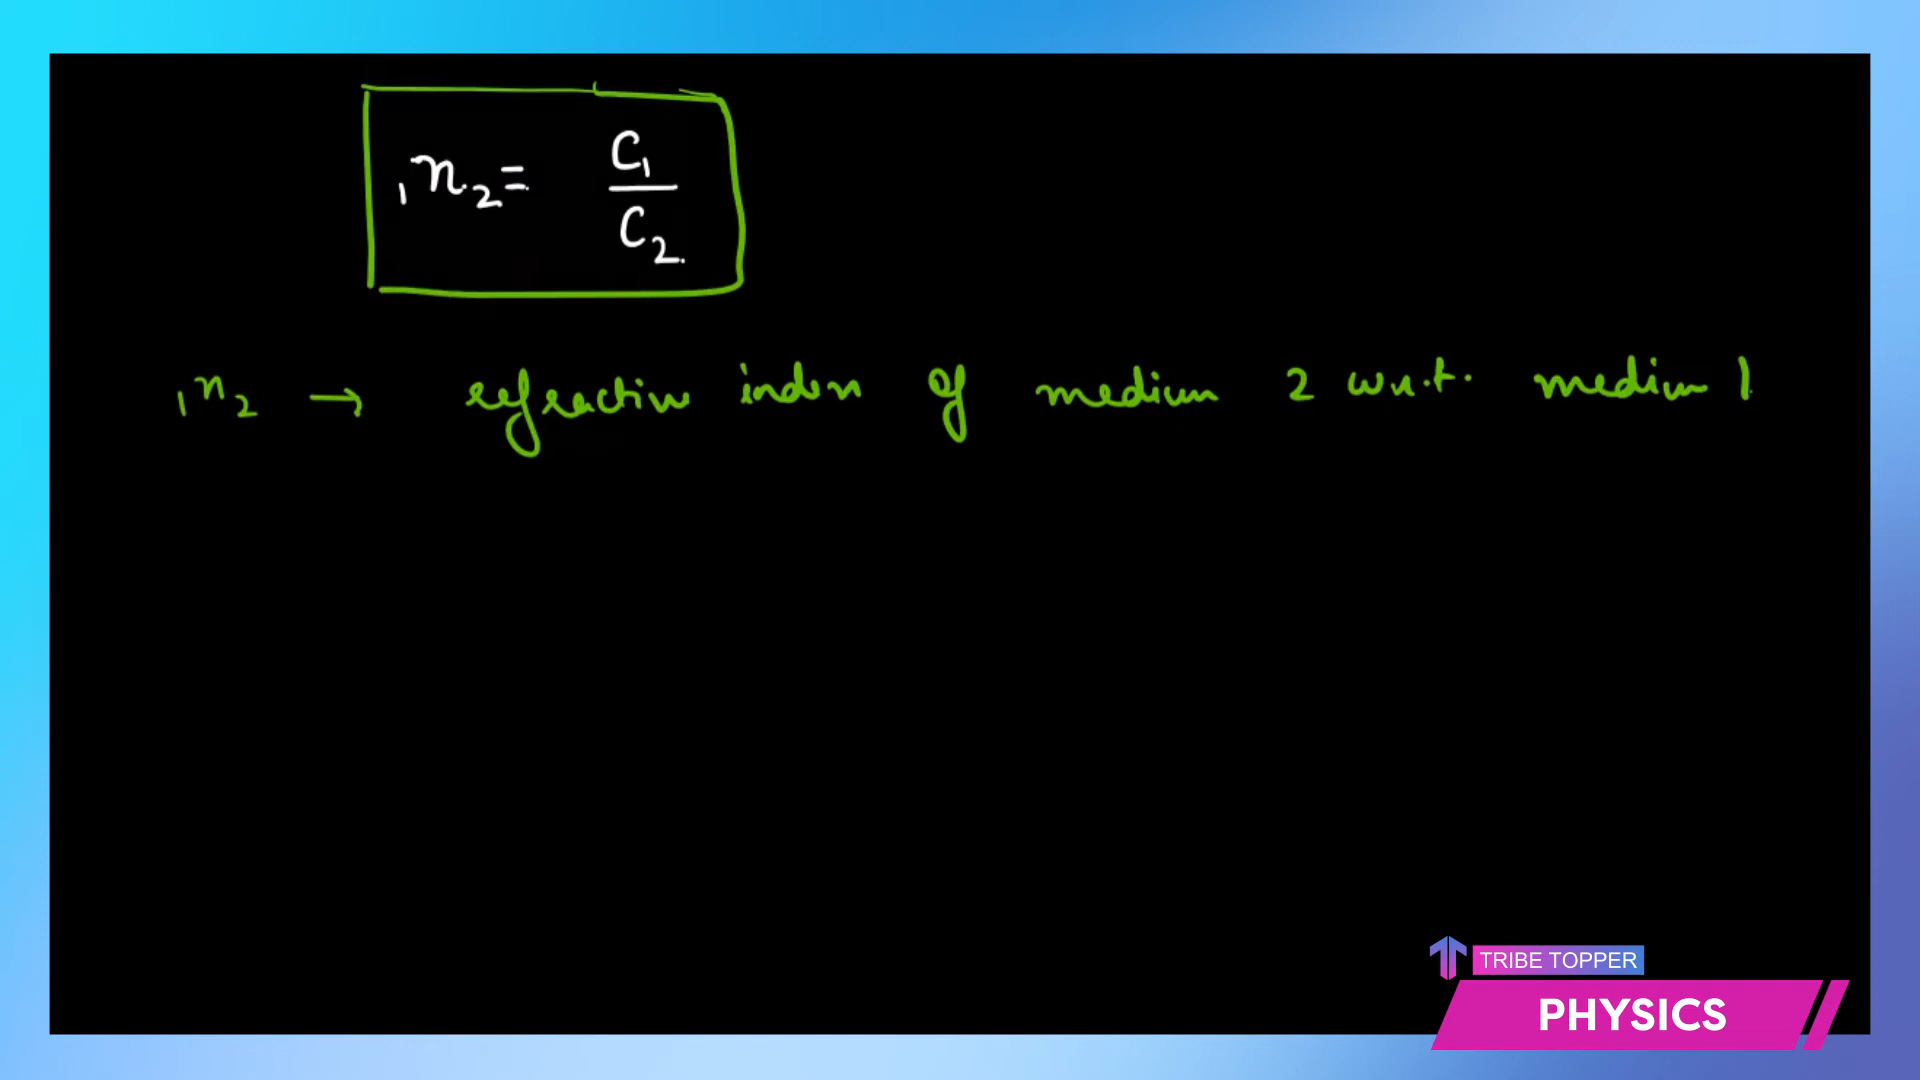 ₁n₂ = C₁/C₂
₁n₂ → refractive index of medium 2 w.r.t. medium 1
TRIBE TOPPER
PHYSICS